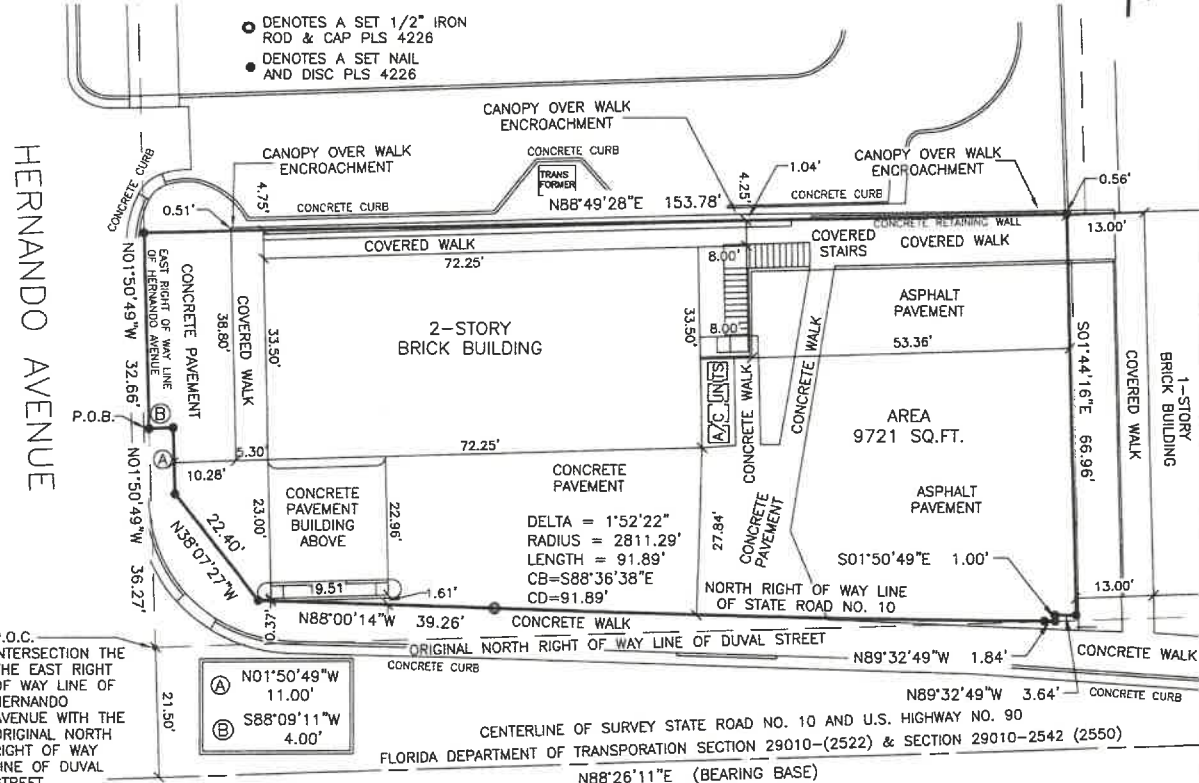 DENOTES A SET 1/2" IRON
ROD & CAP PLS 4226
DENOTES A SET NAIL
AND DISC PLS 4226
CANOPY OVER WALK
ENCROACHMENT
CONCRETE CURB
CANOPY OVER WALK
ENCROACHMENT
CONCRETE CURB
TRANS
FORMER
CONCRETE CURB
4.75'
0.51'
N88°49'28"E 153.78'
4.25'
1.04'
CANOPY OVER WALK
ENCROACHMENT
CONCRETE CURB
0.56'
CONCRETE RETAINING WALL
13.00'
HERNANDO AVENUE
N01°50'49"W 32.66'
EAST RIGHT OF WAY LINE
OF HERNANDO AVENUE
CONCRETE PAVEMENT
38.80'
COVERED WALK
33.50'
COVERED WALK
72.25'
2-STORY
BRICK BUILDING
33.50'
8.00'
8.00'
COVERED
STAIRS
COVERED WALK
ASPHALT
PAVEMENT
53.36'
CONCRETE WALK
A/C UNITS
CONCRETE WALK
AREA
9721 SQ.FT.
S01°44'16"E 66.96'
COVERED WALK
1-STORY
BRICK BUILDING
P.O.B.
B
A
N01°50'49"W 36.27'
10.28'
5.30'
72.25'
22.40'
N38°07'27"W
23.00'
CONCRETE
PAVEMENT
BUILDING
ABOVE
22.96'
CONCRETE
PAVEMENT
DELTA = 1°52'22"
RADIUS = 2811.29'
LENGTH = 91.89'
CB=S88°36'38"E
CD=91.89'
27.84'
CONCRETE
PAVEMENT
ASPHALT
PAVEMENT
S01°50'49"E 1.00'
13.00'
NORTH RIGHT OF WAY LINE
OF STATE ROAD NO. 10
9.51
1.61'
0.37'
N88°00'14"W 39.26'
CONCRETE WALK
ORIGINAL NORTH RIGHT OF WAY LINE OF DUVAL STREET
CONCRETE CURB
N89°32'49"W 1.84'
CONCRETE WALK
N89°32'49"W 3.64'
CONCRETE CURB
P.O.C.
INTERSECTION THE
THE EAST RIGHT
OF WAY LINE OF
HERNANDO
AVENUE WITH THE
ORIGINAL NORTH
RIGHT OF WAY
LINE OF DUVAL
STREET
21.50'
A N01°50'49"W
11.00'
B S88°09'11"W
4.00'
CENTERLINE OF SURVEY STATE ROAD NO. 10 AND U.S. HIGHWAY NO. 90
FLORIDA DEPARTMENT OF TRANSPORATION SECTION 29010-(2522) & SECTION 29010-2542 (2550)
N88°26'11"E (BEARING BASE)